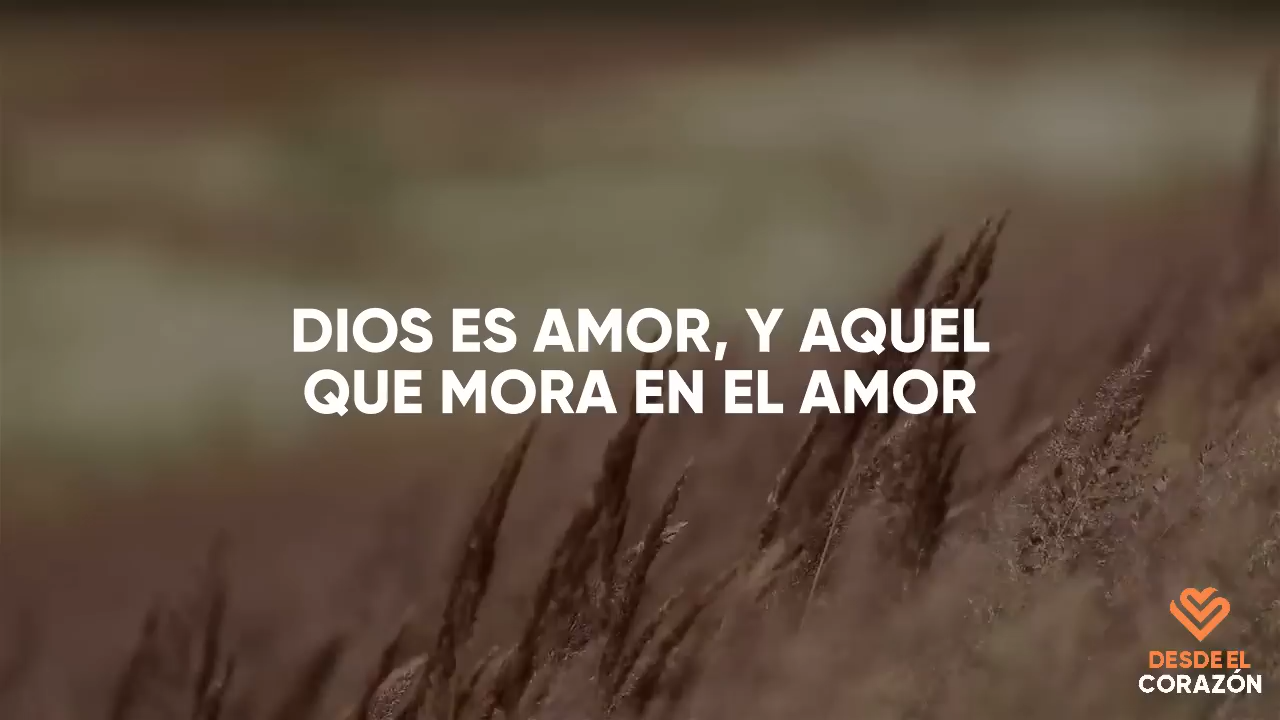 DIOS ES AMOR, Y AQUEL
QUE MORA EN EL AMOR
DESDE EL
CORAZÓN